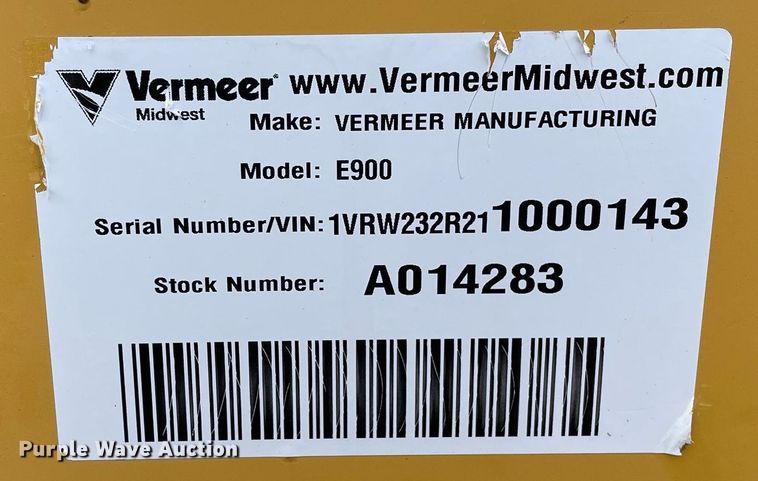 Vermeer® www.VermeerMidwest.com
Midwest
Make: VERMEER MANUFACTURING
Model: E900
Serial Number/VIN: 1VRW232R211000143
Stock Number: A014283
Purple Wave Auction